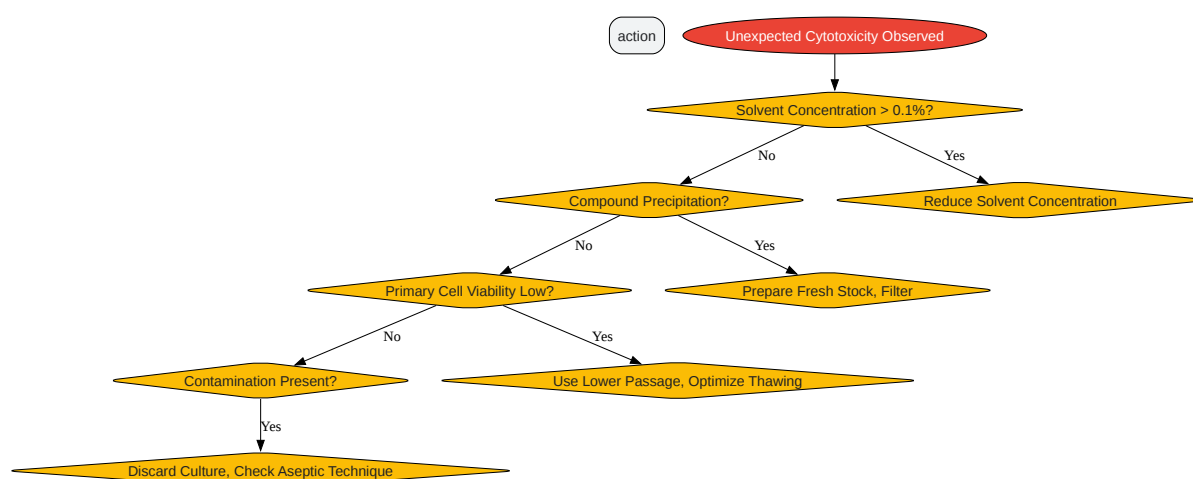 action
Unexpected Cytotoxicity Observed
Solvent Concentration > 0.1%?
No
Yes
Compound Precipitation?
Reduce Solvent Concentration
No
Yes
Primary Cell Viability Low?
Prepare Fresh Stock, Filter
No
Yes
Contamination Present?
Use Lower Passage, Optimize Thawing
Yes
Discard Culture, Check Aseptic Technique